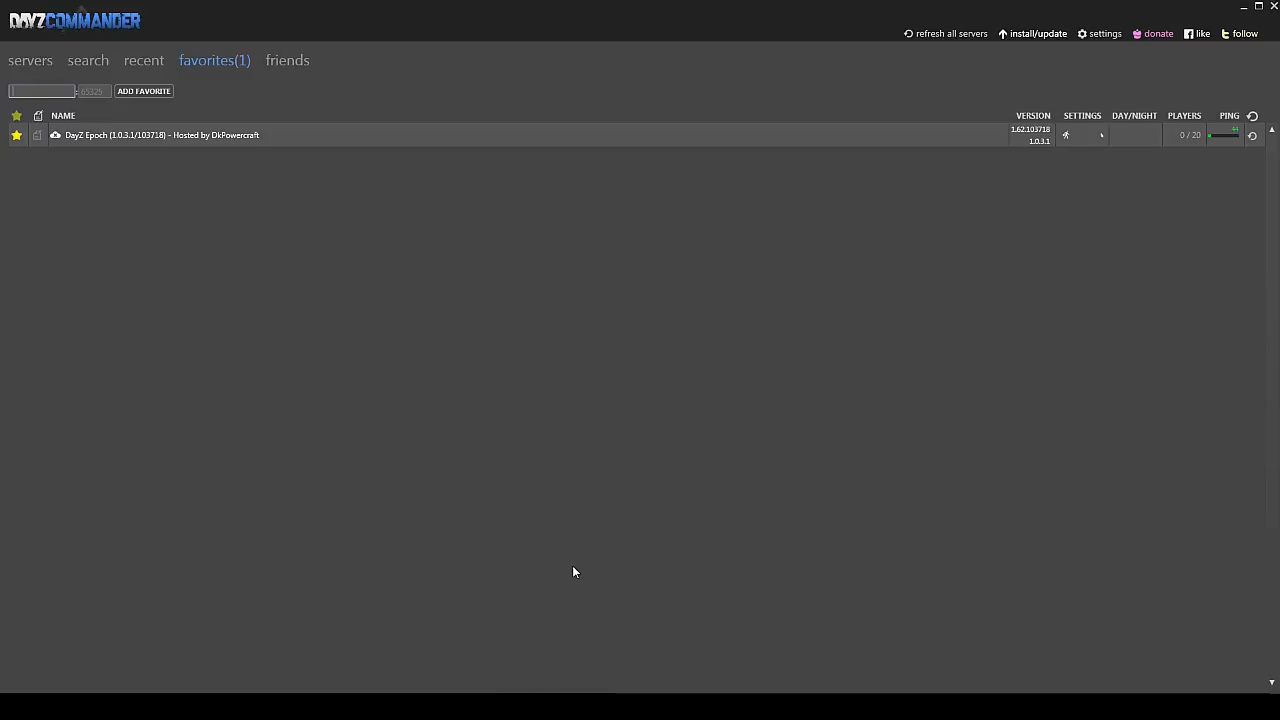 DAYZCOMMANDER
refresh all servers install/update settings donate like follow
servers search recent favorites(1) friends
: 65325 ADD FAVORITE
NAME VERSION SETTINGS DAY/NIGHT PLAYERS PING
DayZ Epoch (1.0.3.1/103718) - Hosted by DkPowercraft 1.62.103718 0 / 20 44
1.0.3.1